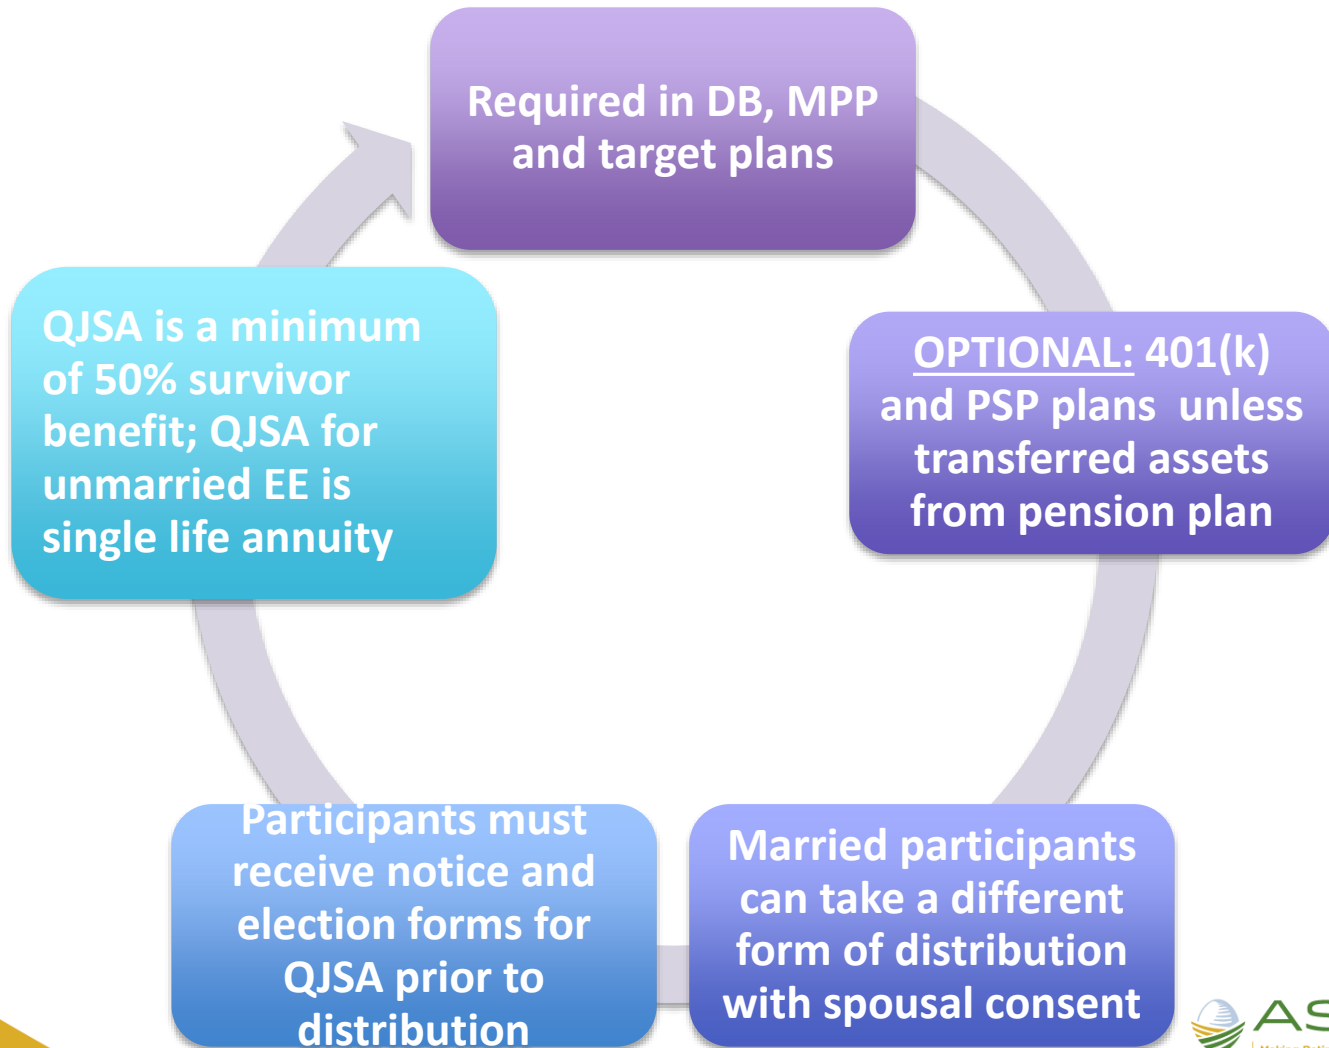 Required in DB, MPP
and target plans
OPTIONAL: 401(k)
and PSP plans unless
transferred assets
from pension plan
Married participants
can take a different
form of distribution
with spousal consent
Participants must
receive notice and
election forms for
QJSA prior to
distribution
QJSA is a minimum
of 50% survivor
benefit; QJSA for
unmarried EE is
single life annuity